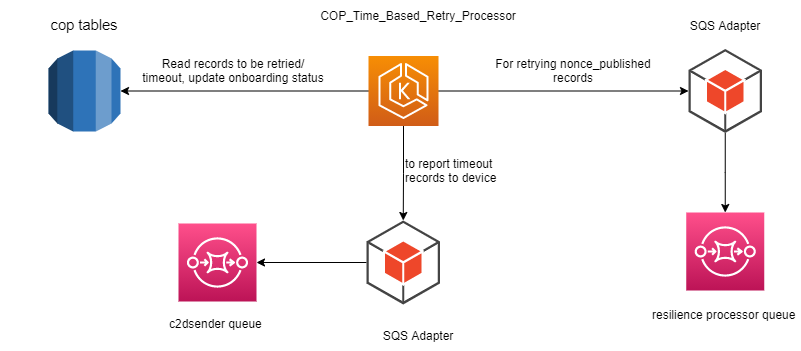 cop tables
COP_Time_Based_Retry_Processor
SQS Adapter
Read records to be retried/
timeout, update onboarding status
K
For retrying nonce_published
records
to report timeout
records to device
c2dsender queue
SQS Adapter
resilience processor queue